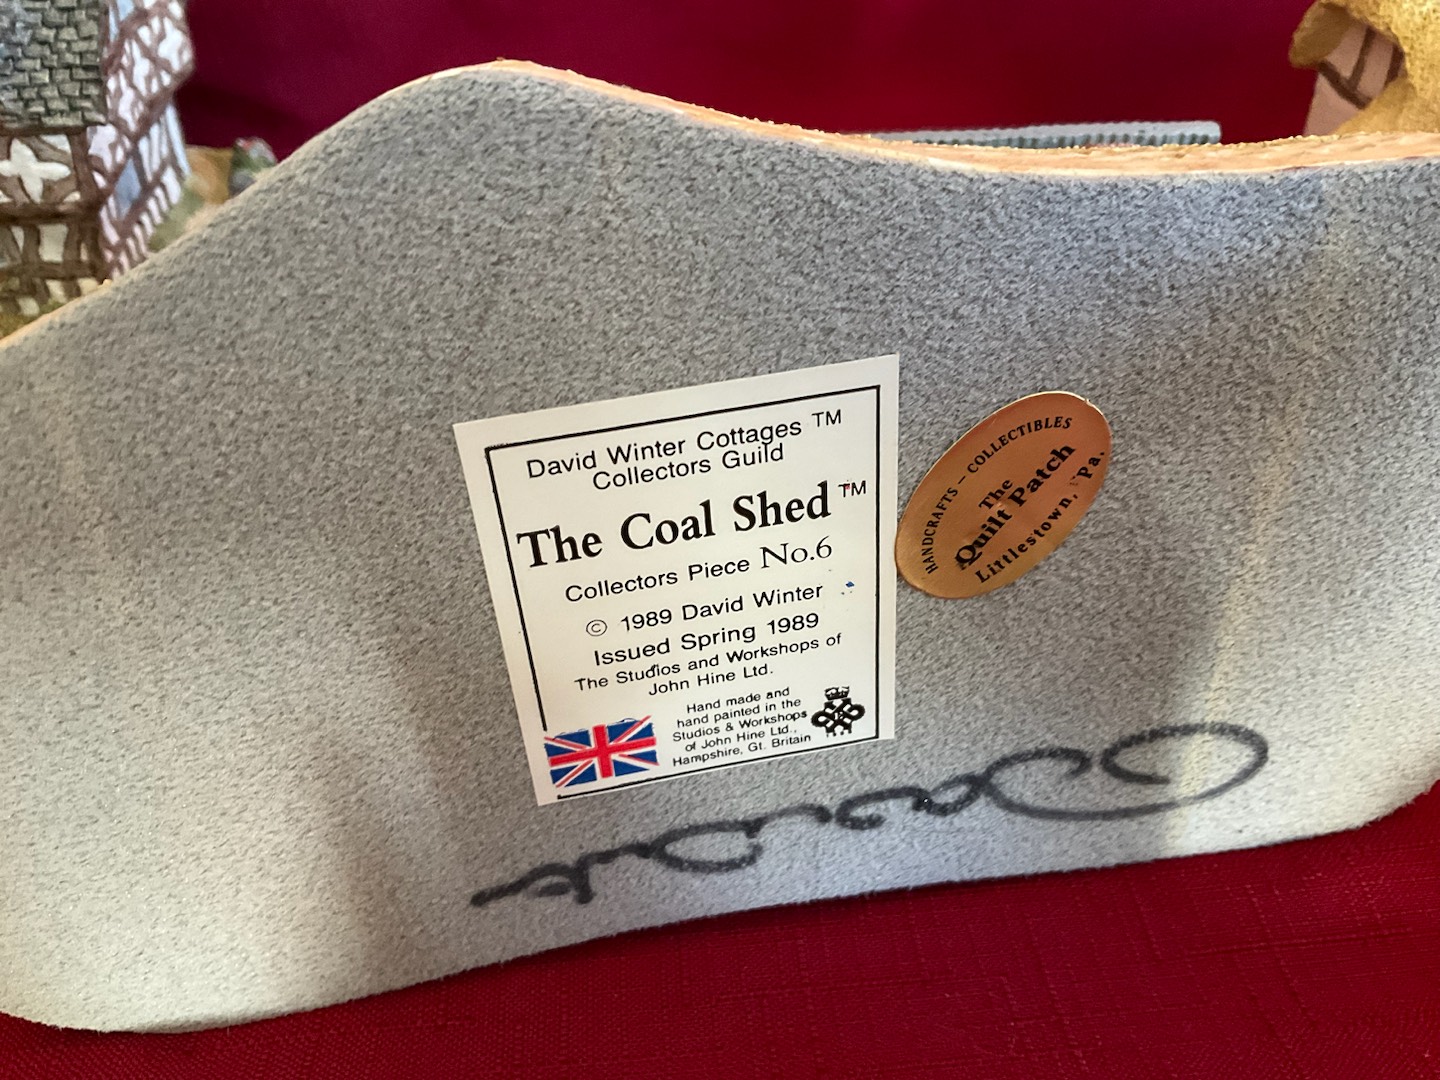 David Winter Cottages TM
Collectors Guild
The Coal Shed TM
Collectors Piece No.6
© 1989 David Winter
Issued Spring 1989
The Studios and Workshops of
John Hine Ltd.
Hand made and
hand painted in the
Studios & Workshops
of John Hine Ltd.,
Hampshire, Gt. Britain
HANDCRAFTS – COLLECTIBLES
The
Quilt Patch
Littlestown, Pa.
David Winter